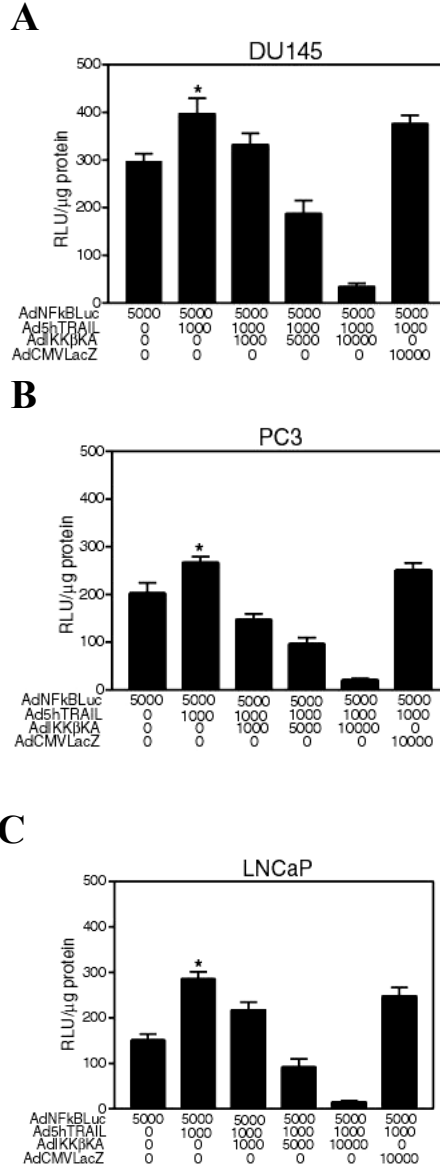 A
DU145
RLU/µg protein
500
400
300
200
100
0
*
AdNFkBLuc 5000 5000 5000 5000 5000 5000
Ad5hTRAIL 0 1000 1000 1000 1000 1000
AdIKKβKA 0 0 1000 5000 10000 0
AdCMVLacZ 0 0 0 0 0 10000
B
PC3
RLU/µg protein
500
400
300
200
100
0
*
AdNFkBLuc 5000 5000 5000 5000 5000 5000
Ad5hTRAIL 0 1000 1000 1000 1000 1000
AdIKKβKA 0 0 1000 5000 10000 0
AdCMVLacZ 0 0 0 0 0 10000
C
LNCaP
RLU/µg protein
500
400
300
200
100
0
*
AdNFkBLuc 5000 5000 5000 5000 5000 5000
Ad5hTRAIL 0 1000 1000 1000 1000 1000
AdIKKβKA 0 0 1000 5000 10000 0
AdCMVLacZ 0 0 0 0 0 10000